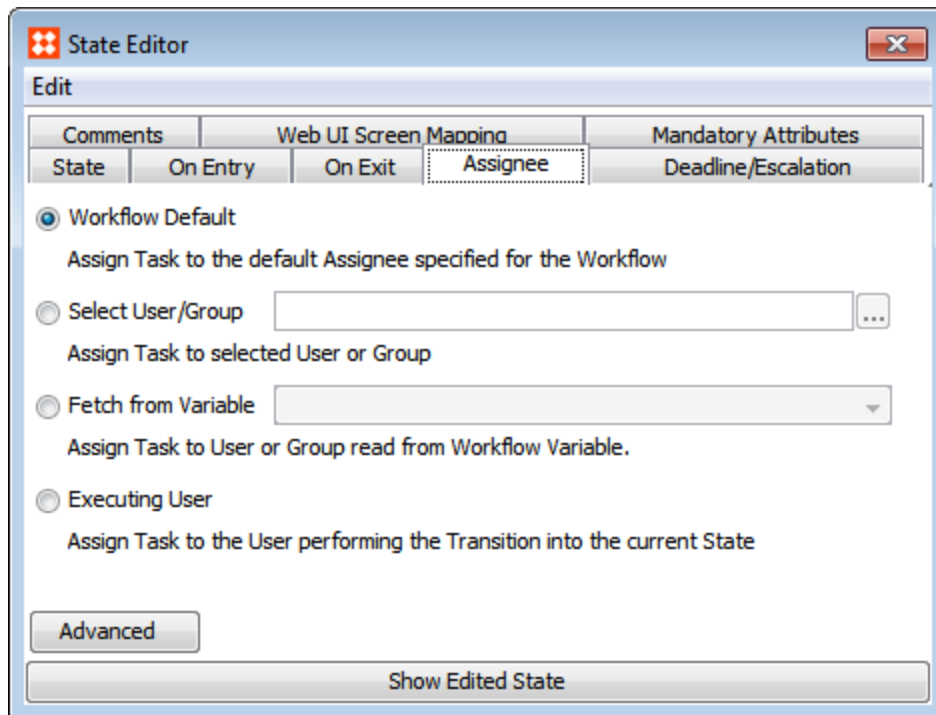 State Editor
Edit
Comments
Web UI Screen Mapping
Mandatory Attributes
State
On Entry
On Exit
Assignee
Deadline/Escalation
Workflow Default
Assign Task to the default Assignee specified for the Workflow
Select User/Group
...
Assign Task to selected User or Group
Fetch from Variable
Assign Task to User or Group read from Workflow Variable.
Executing User
Assign Task to the User performing the Transition into the current State
Advanced
Show Edited State